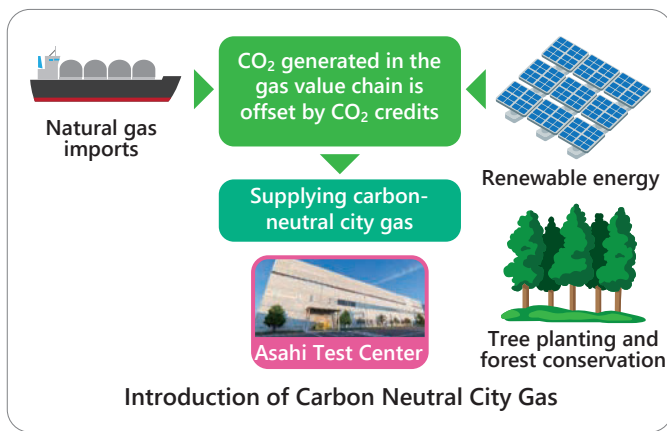 CO₂ generated in the
gas value chain is
offset by CO₂ credits
Natural gas
imports
Renewable energy
Supplying carbon-
neutral city gas
Asahi Test Center
Tree planting and
forest conservation
Introduction of Carbon Neutral City Gas